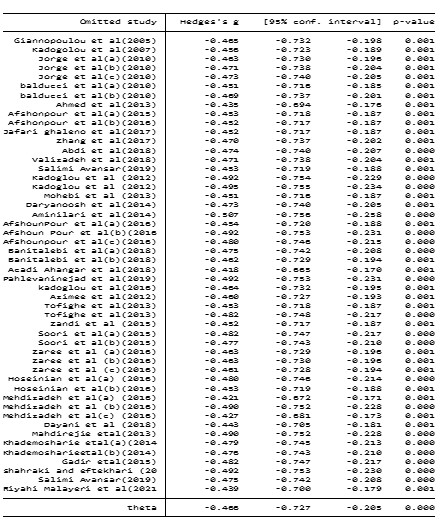 Omitted study Hedges's g [95% conf. interval] p-value
Giannopoulou et al(2005) -0.465 -0.732 -0.198 0.001
Kadoglou et al(2007) -0.456 -0.723 -0.189 0.001
Jorge et al(a)(2010) -0.463 -0.730 -0.196 0.001
Jorge et al(b)(2010) -0.471 -0.738 -0.204 0.001
Jorge et al(c)(2010) -0.473 -0.740 -0.205 0.001
balducci et al(2010) -0.451 -0.716 -0.185 0.001
balducci et al(b)(2010) -0.469 -0.737 -0.201 0.001
Ahmed et al(2013) -0.435 -0.694 -0.176 0.001
Afshonpour et al(a)(2015) -0.453 -0.718 -0.187 0.001
Afshonpour et al(b)(2016) -0.452 -0.717 -0.187 0.001
Jafari ghaleno et al(2017) -0.452 -0.717 -0.187 0.001
Zhang et al(2017) -0.470 -0.737 -0.202 0.001
Abdi et al(2018) -0.474 -0.740 -0.207 0.000
Valizadeh et al(2018) -0.471 -0.738 -0.204 0.001
Salimi Avansar(2019) -0.453 -0.719 -0.188 0.001
Kadoglou et al (2012) -0.492 -0.754 -0.229 0.000
Kadoglou et al (2012) -0.495 -0.755 -0.234 0.000
Mohebi et al (2013) -0.451 -0.716 -0.187 0.001
Daryanoosh et al(2014) -0.473 -0.740 -0.205 0.001
Aminilari et al(2014) -0.507 -0.756 -0.258 0.000
AfshounPour et al(a)(2016) -0.454 -0.720 -0.188 0.001
Afshoun Pour et al(b)(2016 -0.492 -0.753 -0.231 0.000
Afshounpour et al(c)(2016) -0.480 -0.746 -0.215 0.000
Banitalebi et al(a)(2018) -0.475 -0.742 -0.208 0.000
Banitalebi et al(b)(2018) -0.462 -0.729 -0.194 0.001
Asadi Ahangar et al(2018) -0.418 -0.665 -0.170 0.001
Pahlevaninejad et al(2019) -0.492 -0.753 -0.231 0.000
kadoglou et al(2016) -0.464 -0.732 -0.195 0.001
Azimee et al(2012) -0.460 -0.727 -0.193 0.001
Tofighe et al(2013) -0.453 -0.718 -0.187 0.001
Tofighe et al(2013) -0.482 -0.748 -0.217 0.000
Zandi et al (2015) -0.452 -0.717 -0.187 0.001
Soori et al(a)(2015) -0.482 -0.747 -0.217 0.000
Soori et al(b)(2015) -0.477 -0.743 -0.210 0.000
Zaree et al (a)(2016) -0.463 -0.729 -0.196 0.001
Zaree et al (b)(2016) -0.463 -0.730 -0.196 0.001
Zaree et al (c)(2016) -0.461 -0.728 -0.194 0.001
Hoseinian et al(a) (2016) -0.480 -0.746 -0.214 0.000
Hoseinian et al(b)(2016) -0.453 -0.719 -0.188 0.001
Mehdizadeh et al(a) (2016) -0.421 -0.672 -0.171 0.001
Mehdizadeh et al (b)(2016) -0.490 -0.752 -0.228 0.000
Mehdizadeh et al(c) (2016) -0.427 -0.681 -0.173 0.001
Dayani et al (2018) -0.443 -0.705 -0.181 0.001
Mahdirejie etal(2013) -0.490 -0.752 -0.228 0.000
Khademosharie etal(a)(2014 -0.479 -0.745 -0.213 0.000
Khademosharieetal(b)(2014) -0.476 -0.743 -0.210 0.000
Gadir etal(2015) -0.482 -0.747 -0.217 0.000
shahraki and eftekhari (20 -0.492 -0.753 -0.230 0.000
Salimi Avansar(2019) -0.475 -0.742 -0.208 0.000
Riyahi Malayeri et al(2021 -0.439 -0.700 -0.179 0.001
theta -0.466 -0.727 -0.205 0.000